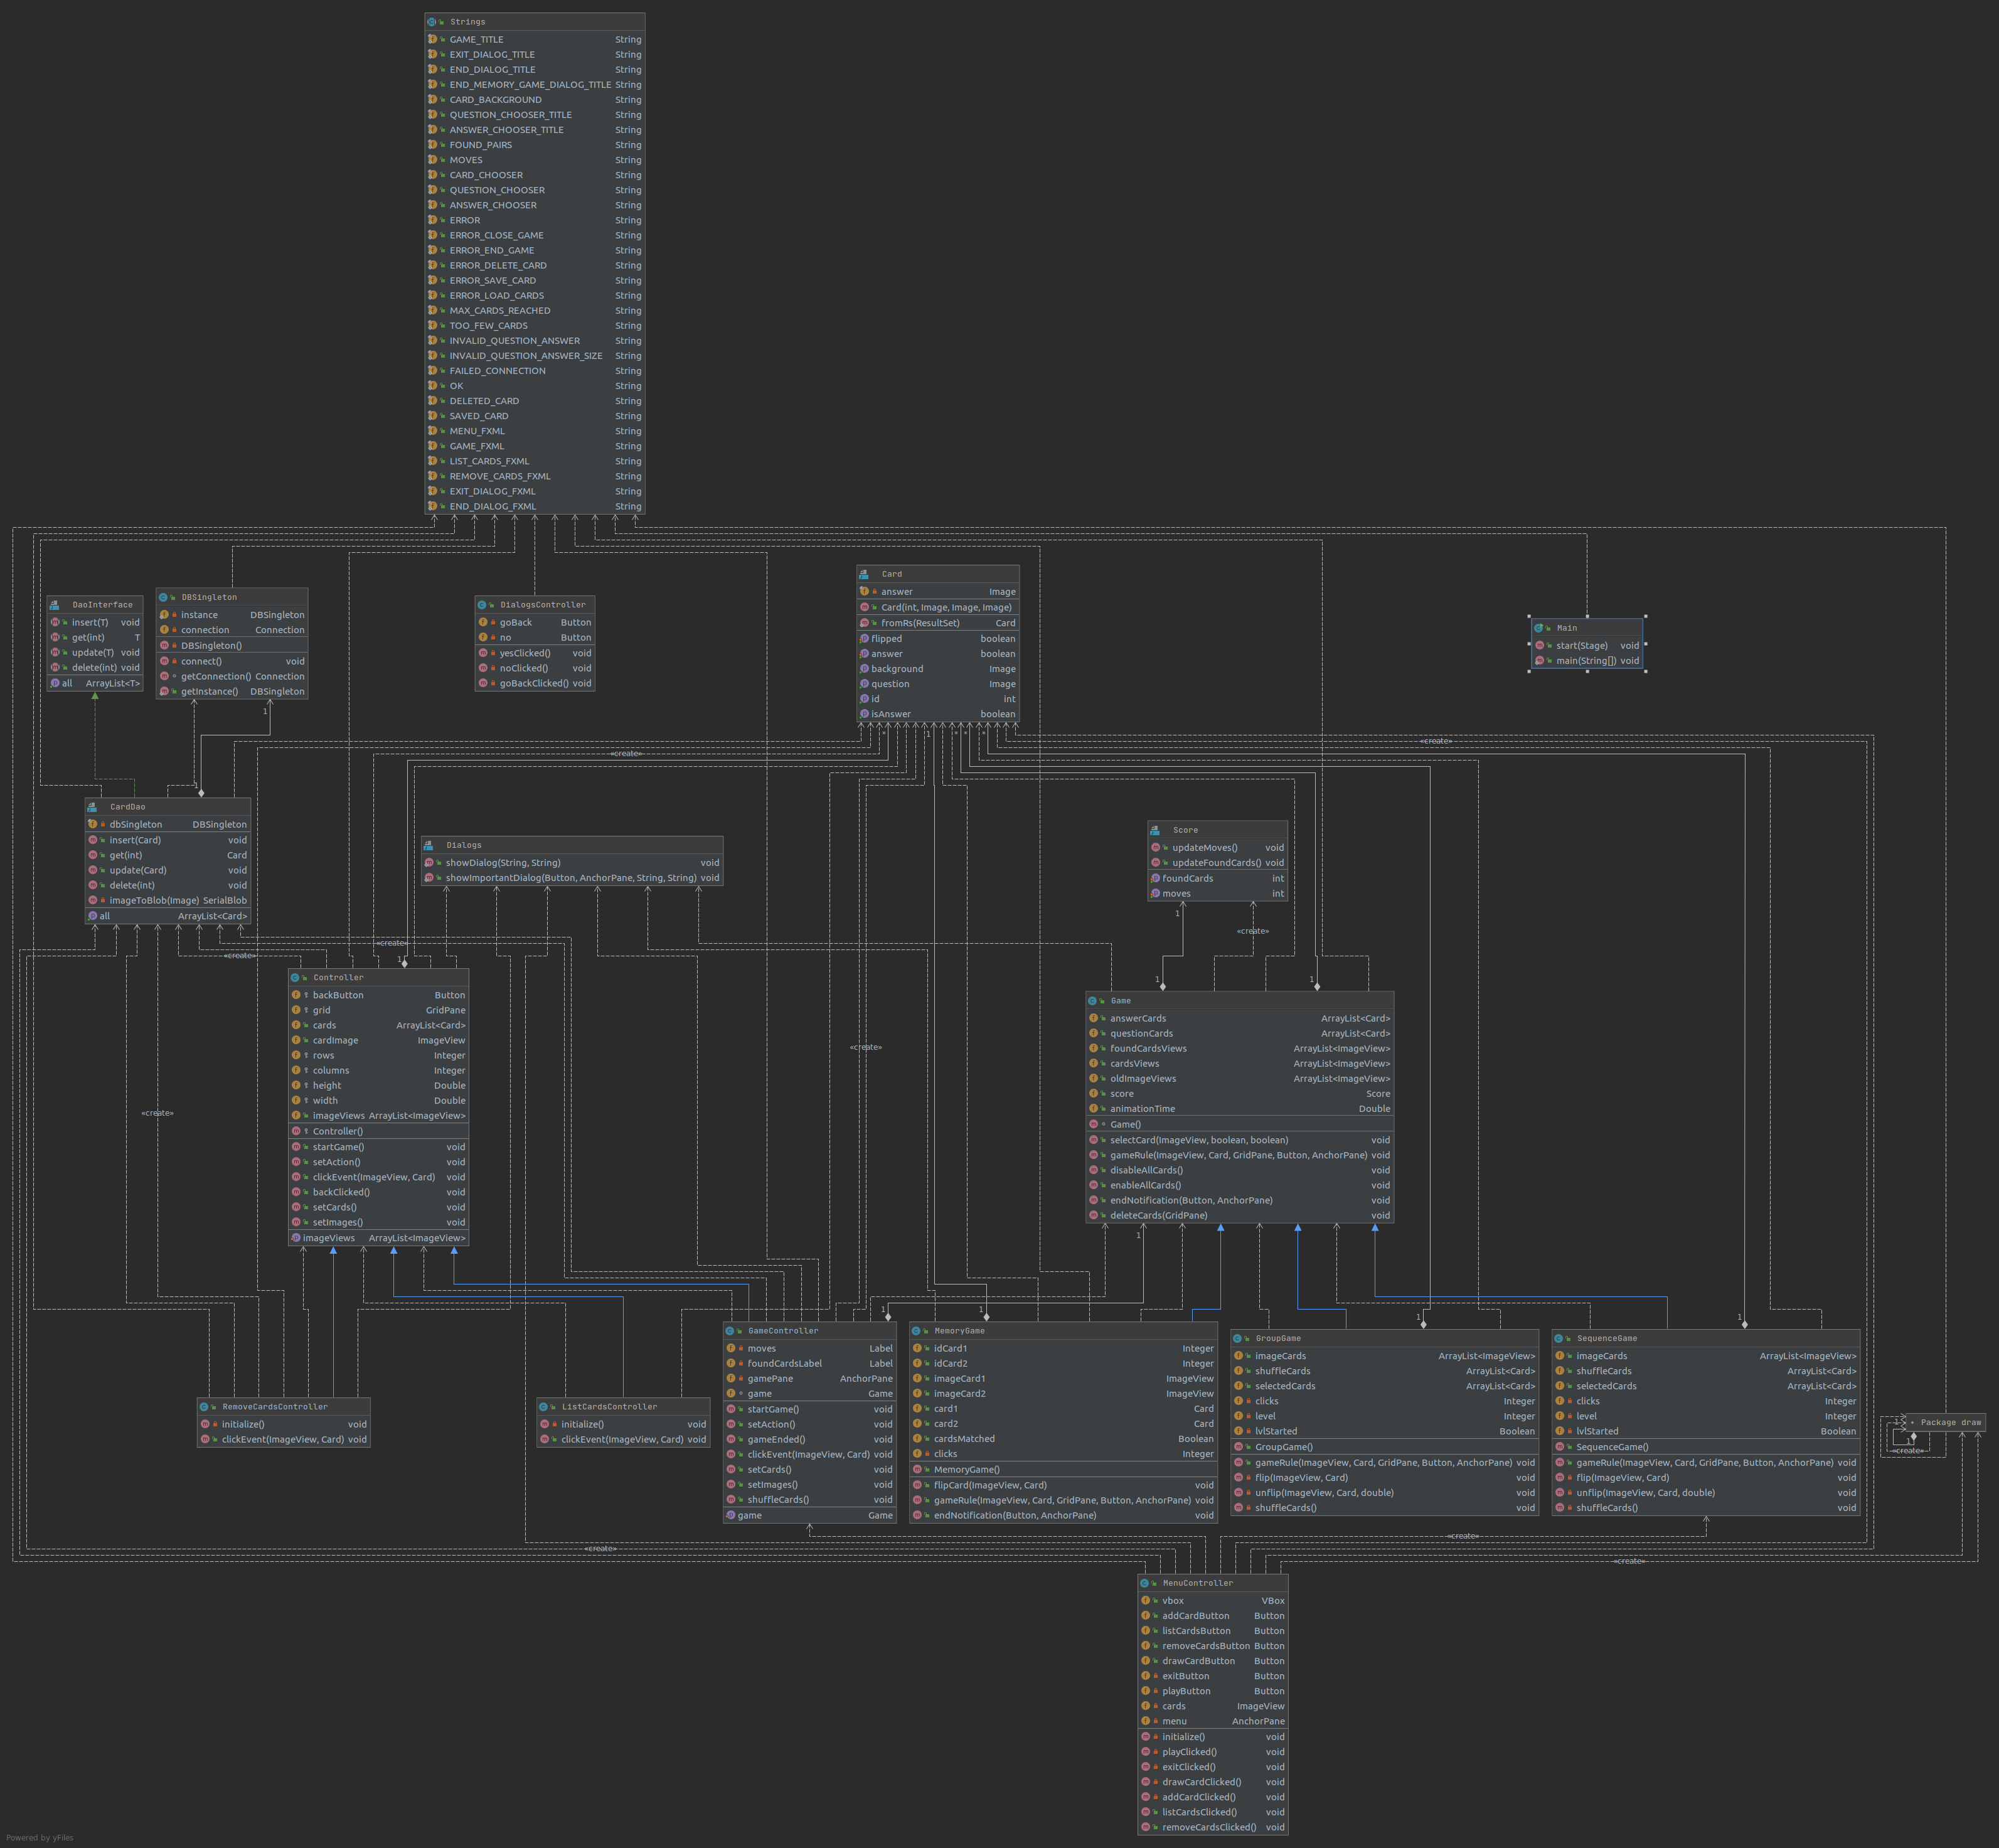 Strings
GAME_TITLE String
EXIT_DIALOG_TITLE String
END_DIALOG_TITLE String
END_MEMORY_GAME_DIALOG_TITLE String
CARD_BACKGROUND String
QUESTION_CHOOSER_TITLE String
ANSWER_CHOOSER_TITLE String
FOUND_PAIRS String
MOVES String
CARD_CHOOSER String
QUESTION_CHOOSER String
ANSWER_CHOOSER String
ERROR String
ERROR_CLOSE_GAME String
ERROR_END_GAME String
ERROR_DELETE_CARD String
ERROR_SAVE_CARD String
ERROR_LOAD_CARDS String
MAX_CARDS_REACHED String
TOO_FEW_CARDS String
INVALID_QUESTION_ANSWER String
INVALID_QUESTION_ANSWER_SIZE String
FAILED_CONNECTION String
OK String
DELETED_CARD String
SAVED_CARD String
MENU_FXML String
GAME_FXML String
LIST_CARDS_FXML String
REMOVE_CARDS_FXML String
EXIT_DIALOG_FXML String
END_DIALOG_FXML String
DaoInterface
insert(T) void
get(int) T
update(T) void
delete(int) void
all ArrayList<T>
DBSingleton
instance DBSingleton
connection Connection
DBSingleton()
connect() void
getConnection() Connection
getInstance() DBSingleton
DialogsController
goBack Button
no Button
yesClicked() void
noClicked() void
goBackClicked() void
Card
answer Image
Card(int, Image, Image, Image)
fromRs(ResultSet) Card
flipped boolean
answer boolean
background Image
question Image
id int
isAnswer boolean
Main
start(Stage) void
main(String[]) void
1
*
1
*
*
*
«create»
«create»
1
CardDao
dbSingleton DBSingleton
insert(Card) void
get(int) Card
update(Card) void
delete(int) void
imageToBlob(Image) SerialBlob
all ArrayList<Card>
Dialogs
showDialog(String, String) void
showImportantDialog(Button, AnchorPane, String, String) void
Score
updateMoves() void
updateFoundCards() void
foundCards int
moves int
1
«create»
«create»
«create»
1
1
1
Controller
backButton Button
grid GridPane
cards ArrayList<Card>
cardImage ImageView
rows Integer
columns Integer
height Double
width Double
imageViews ArrayList<ImageView>
Controller()
startGame() void
setAction() void
clickEvent(ImageView, Card) void
backClicked() void
setCards() void
setImages() void
imageViews ArrayList<ImageView>
Game
answerCards ArrayList<Card>
questionCards ArrayList<Card>
foundCardsViews ArrayList<ImageView>
cardsViews ArrayList<ImageView>
oldImageViews ArrayList<ImageView>
score Score
animationTime Double
Game()
selectCard(ImageView, boolean, boolean) void
gameRule(ImageView, Card, GridPane, Button, AnchorPane) void
disableAllCards() void
enableAllCards() void
endNotification(Button, AnchorPane) void
deleteCards(GridPane) void
«create»
«create»
1
1
1
1
1
RemoveCardsController
initialize() void
clickEvent(ImageView, Card) void
ListCardsController
initialize() void
clickEvent(ImageView, Card) void
GameController
moves Label
foundCardsLabel Label
gamePane AnchorPane
game Game
startGame() void
setAction() void
gameEnded() void
clickEvent(ImageView, Card) void
setCards() void
setImages() void
shuffleCards() void
game Game
MemoryGame
idCard1 Integer
idCard2 Integer
imageCard1 ImageView
imageCard2 ImageView
card1 Card
card2 Card
cardsMatched Boolean
clicks Integer
MemoryGame()
flipCard(ImageView, Card) void
gameRule(ImageView, Card, GridPane, Button, AnchorPane) void
endNotification(Button, AnchorPane) void
GroupGame
imageCards ArrayList<ImageView>
shuffleCards ArrayList<Card>
selectedCards ArrayList<Card>
clicks Integer
level Integer
lvlStarted Boolean
GroupGame()
gameRule(ImageView, Card, GridPane, Button, AnchorPane) void
flip(ImageView, Card) void
unflip(ImageView, Card, double) void
shuffleCards() void
SequenceGame
imageCards ArrayList<ImageView>
shuffleCards ArrayList<Card>
selectedCards ArrayList<Card>
clicks Integer
level Integer
lvlStarted Boolean
SequenceGame()
gameRule(ImageView, Card, GridPane, Button, AnchorPane) void
flip(ImageView, Card) void
unflip(ImageView, Card, double) void
shuffleCards() void
Package draw
1
1
«create»
«create»
«create»
«create»
MenuController
vbox VBox
addCardButton Button
listCardsButton Button
removeCardsButton Button
drawCardButton Button
exitButton Button
playButton Button
cards ImageView
menu AnchorPane
initialize() void
playClicked() void
exitClicked() void
drawCardClicked() void
addCardClicked() void
listCardsClicked() void
removeCardsClicked() void
Powered by yFiles